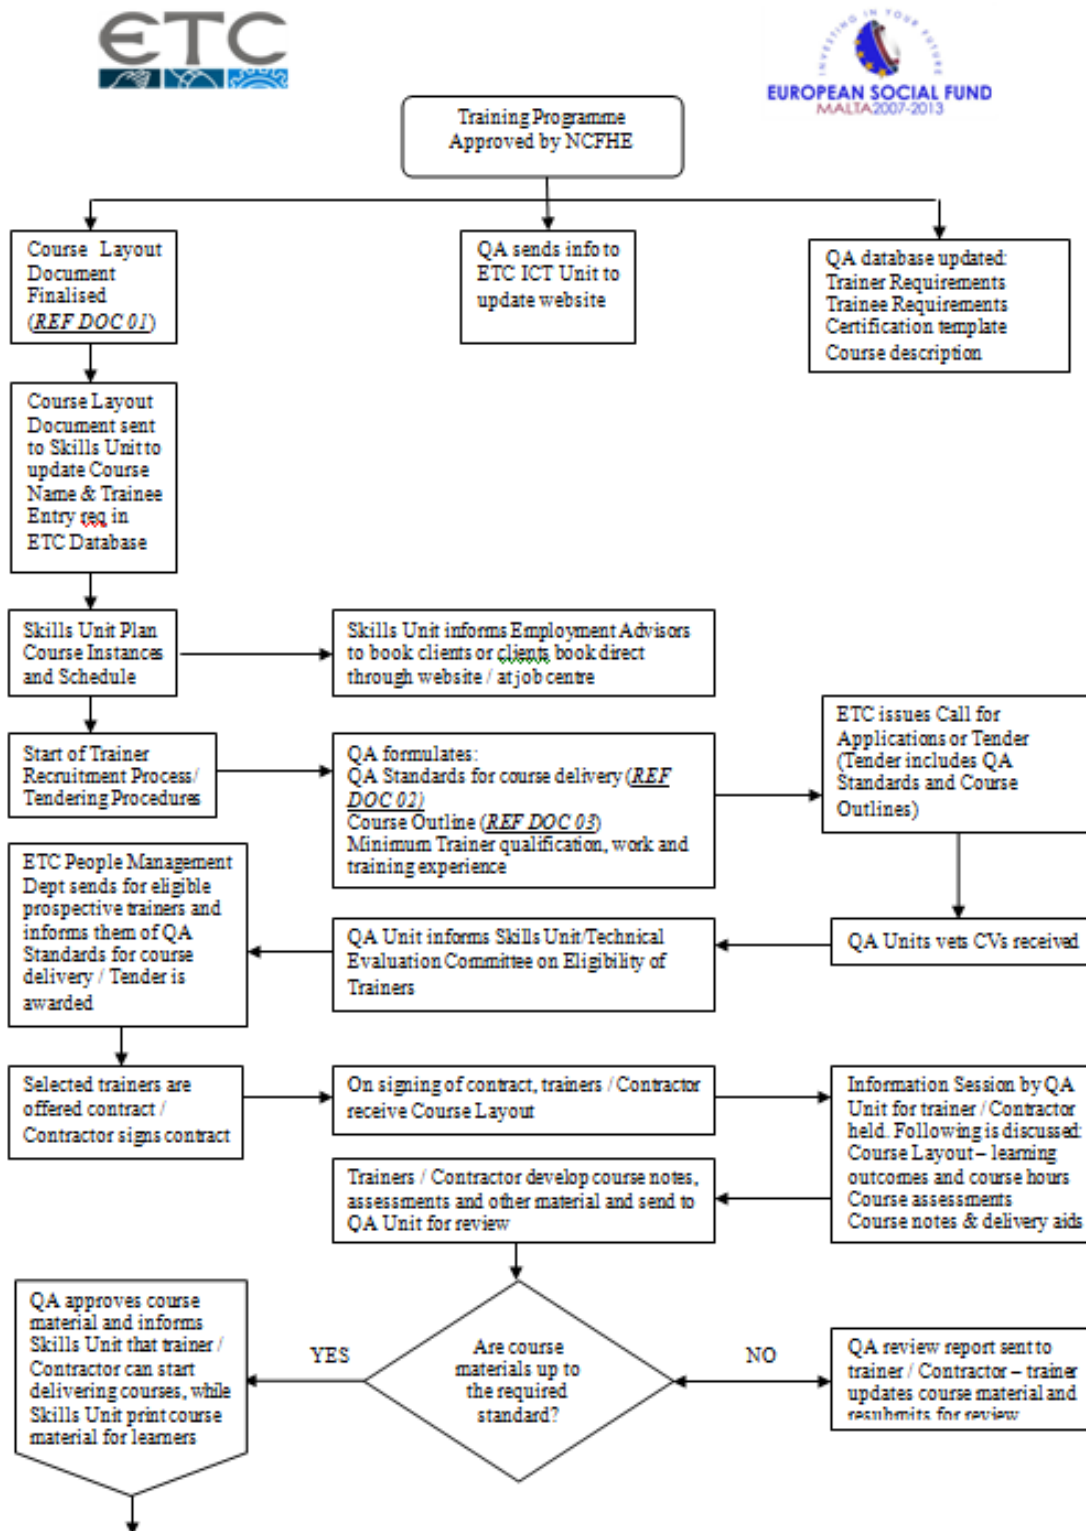 ETC
INVESTING IN YOUR FUTURE
EUROPEAN SOCIAL FUND
MALTA 2007-2013
Training Programme
Approved by NCFHE
Course Layout
Document
Finalised
(REF DOC 01)
QA sends info to
ETC ICT Unit to
update website
QA database updated:
Trainer Requirements
Trainee Requirements
Certification template
Course description
Course Layout
Document sent
to Skills Unit to
update Course
Name & Trainee
Entry req in
ETC Database
Skills Unit Plan
Course Instances
and Schedule
Skills Unit informs Employment Advisors
to book clients or clients book direct
through website / at job centre
Start of Trainer
Recruitment Process/
Tendering Procedures
QA formulates:
QA Standards for course delivery (REF
DOC 02)
Course Outline (REF DOC 03)
Minimum Trainer qualification, work and
training experience
ETC issues Call for
Applications or Tender
(Tender includes QA
Standards and Course
Outlines)
ETC People Management
Dept sends for eligible
prospective trainers and
informs them of QA
Standards for course
delivery / Tender is
awarded
QA Unit informs Skills Unit/Technical
Evaluation Committee on Eligibility of
Trainers
QA Units vets CVs received
Selected trainers are
offered contract /
Contractor signs contract
On signing of contract, trainers / Contractor
receive Course Layout
Information Session by QA
Unit for trainer / Contractor
held. Following is discussed:
Course Layout – learning
outcomes and course hours
Course assessments
Course notes & delivery aids
Trainers / Contractor develop course notes,
assessments and other material and send to
QA Unit for review
QA approves course
material and informs
Skills Unit that trainer /
Contractor can start
delivering courses, while
Skills Unit print course
material for learners
YES
Are course
materials up to
the required
standard?
NO
QA review report sent to
trainer / Contractor – trainer
updates course material and
resubmits for review